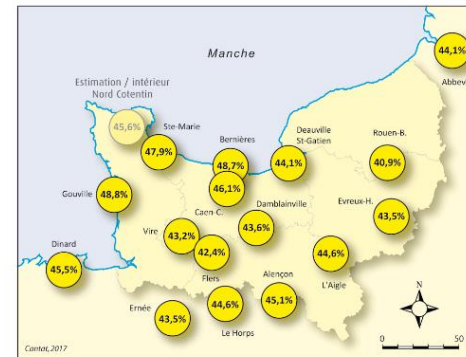 Manche
44,1%
Abbev
Estimation / intérieur
Nord Cotentin
45,6%
Ste-Marie
47,9%
Bernières
48,7%
Deauville
St-Gatien
44,1%
Rouen-B.
40,9%
Gouville
48,8%
46,1%
Caen-C.
Damblainville
43,6%
Evreux-H.
43,5%
Vire
43,2%
42,4%
Flers
44,6%
L'Aigle
Dinard
45,5%
Alençon
45,1%
Ernée
43,5%
44,6%
Le Horps
N
Cantat, 2017
0
50